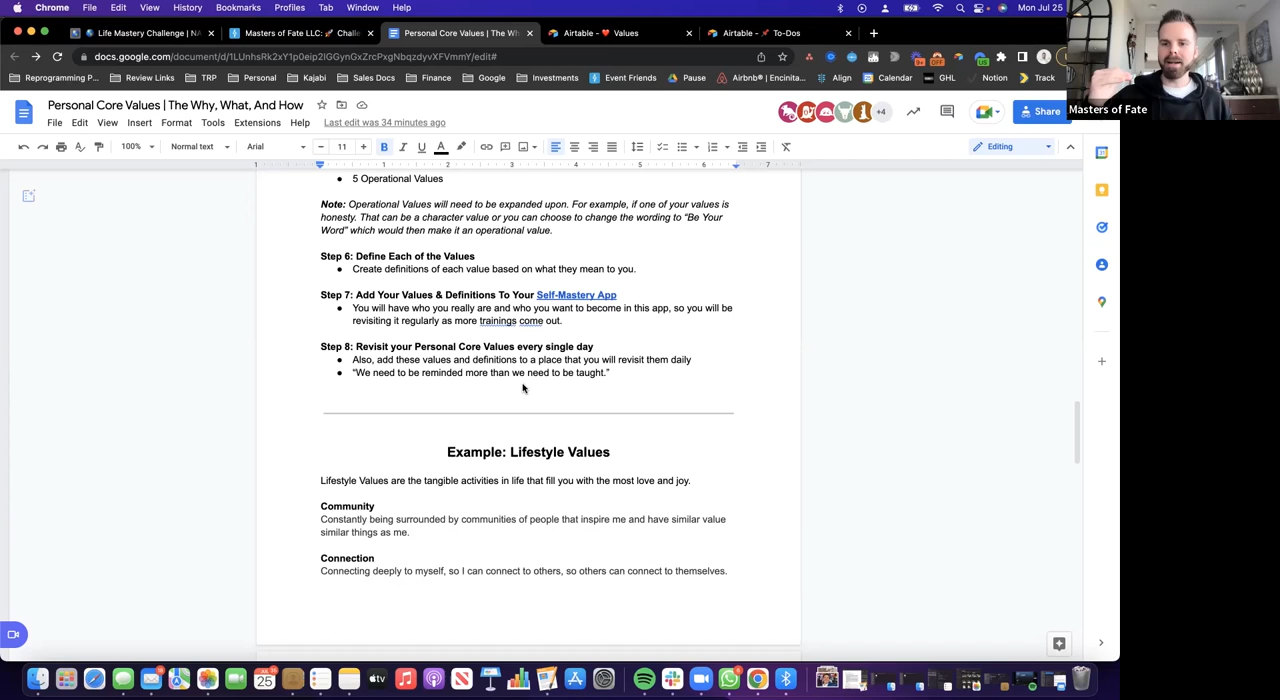 Chrome File Edit View History Bookmarks Profiles Tab Window Help Mon Jul 25
Life Mastery Challenge | NA
Masters of Fate LLC: 🚀 Challe
Personal Core Values | The Wh
Airtable - ❤️ Values
Airtable - 📌 To-Dos
docs.google.com/document/d/1LUnhsRk2xY1p0eip2IGGynGxZrcPxgNbqzdyvXFVmmY/edit#
Reprogramming P... Review Links TRP Personal Kajabi Sales Docs Finance Google Investments Event Friends Pause Airbnb® | Encinita... Align Calendar GHL Notion Track
Masters of Fate
Personal Core Values | The Why, What, And How
Share
File Edit View Insert Format Tools Extensions Help Last edit was 34 minutes ago
+4
100% Normal text Arial 11 Editing
1 1 2 3 4 5 6 7
5 Operational Values
Note: Operational Values will need to be expanded upon. For example, if one of your values is
honesty. That can be a character value or you can choose to change the wording to “Be Your
Word” which would then make it an operational value.
Step 6: Define Each of the Values
Create definitions of each value based on what they mean to you.
Step 7: Add Your Values & Definitions To Your Self-Mastery App
You will have who you really are and who you want to become in this app, so you will be
revisiting it regularly as more trainings come out.
Step 8: Revisit your Personal Core Values every single day
Also, add these values and definitions to a place that you will revisit them daily
“We need to be reminded more than we need to be taught.”
Example: Lifestyle Values
Lifestyle Values are the tangible activities in life that fill you with the most love and joy.
Community
Constantly being surrounded by communities of people that inspire me and have similar value
similar things as me.
Connection
Connecting deeply to myself, so I can connect to others, so others can connect to themselves.
tv
25